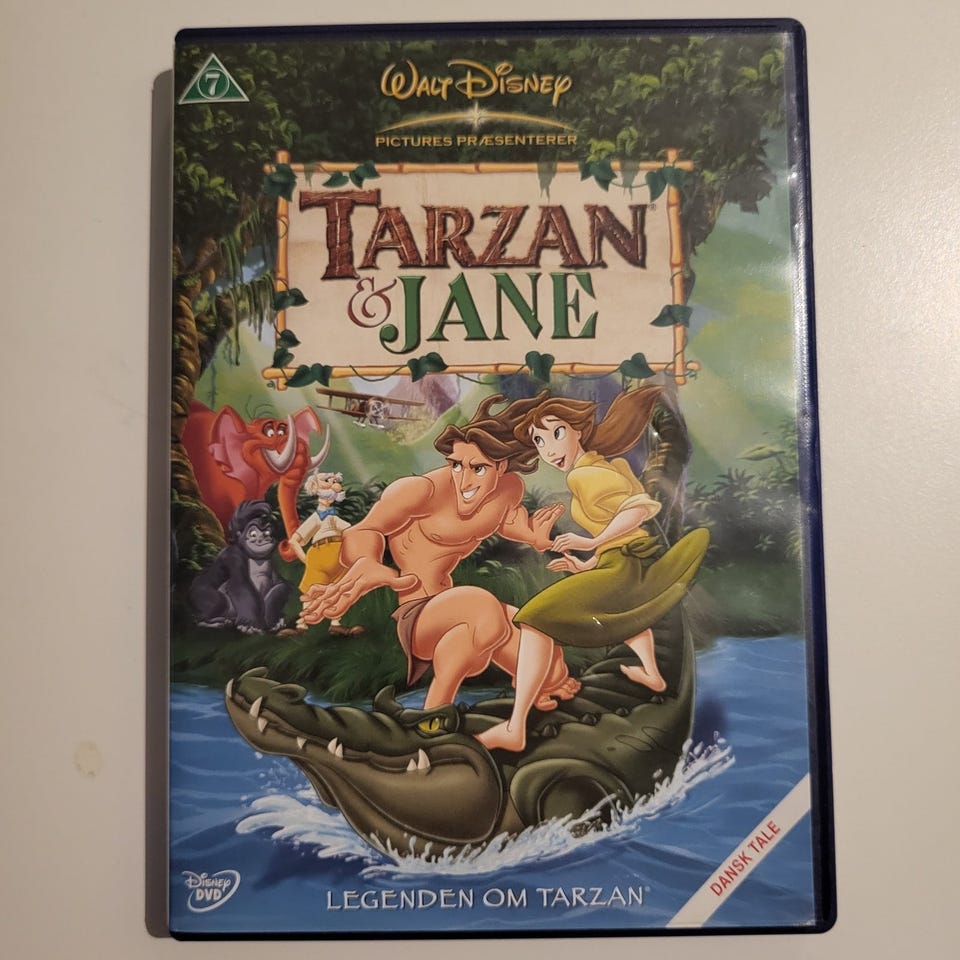 7
WALT DISNEY
PICTURES PRÆSENTERER
TARZAN®
& JANE
DISNEY
DVD
LEGENDEN OM TARZAN®
DANSK TALE